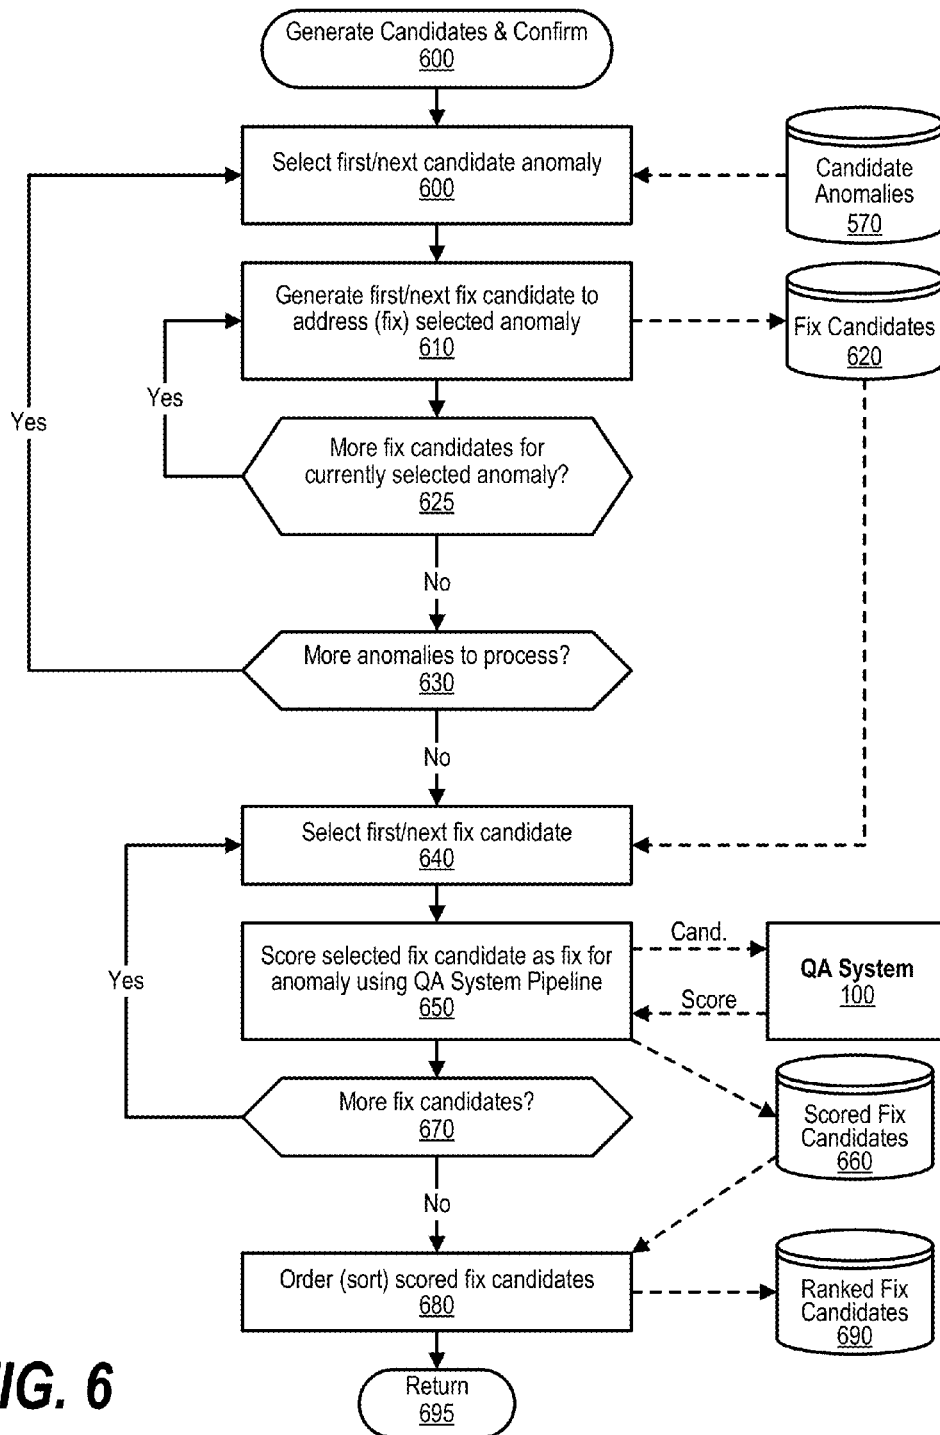 Generate Candidates & Confirm
600
Select first/next candidate anomaly
600
Candidate
Anomalies
570
Generate first/next fix candidate to
address (fix) selected anomaly
610
Fix Candidates
620
Yes
Yes
More fix candidates for
currently selected anomaly?
625
No
More anomalies to process?
630
No
Select first/next fix candidate
640
Score selected fix candidate as fix for
anomaly using QA System Pipeline
650
Cand.
Score
QA System
100
Yes
More fix candidates?
670
Scored Fix
Candidates
660
No
Order (sort) scored fix candidates
680
Ranked Fix
Candidates
690
Return
695
IG. 6